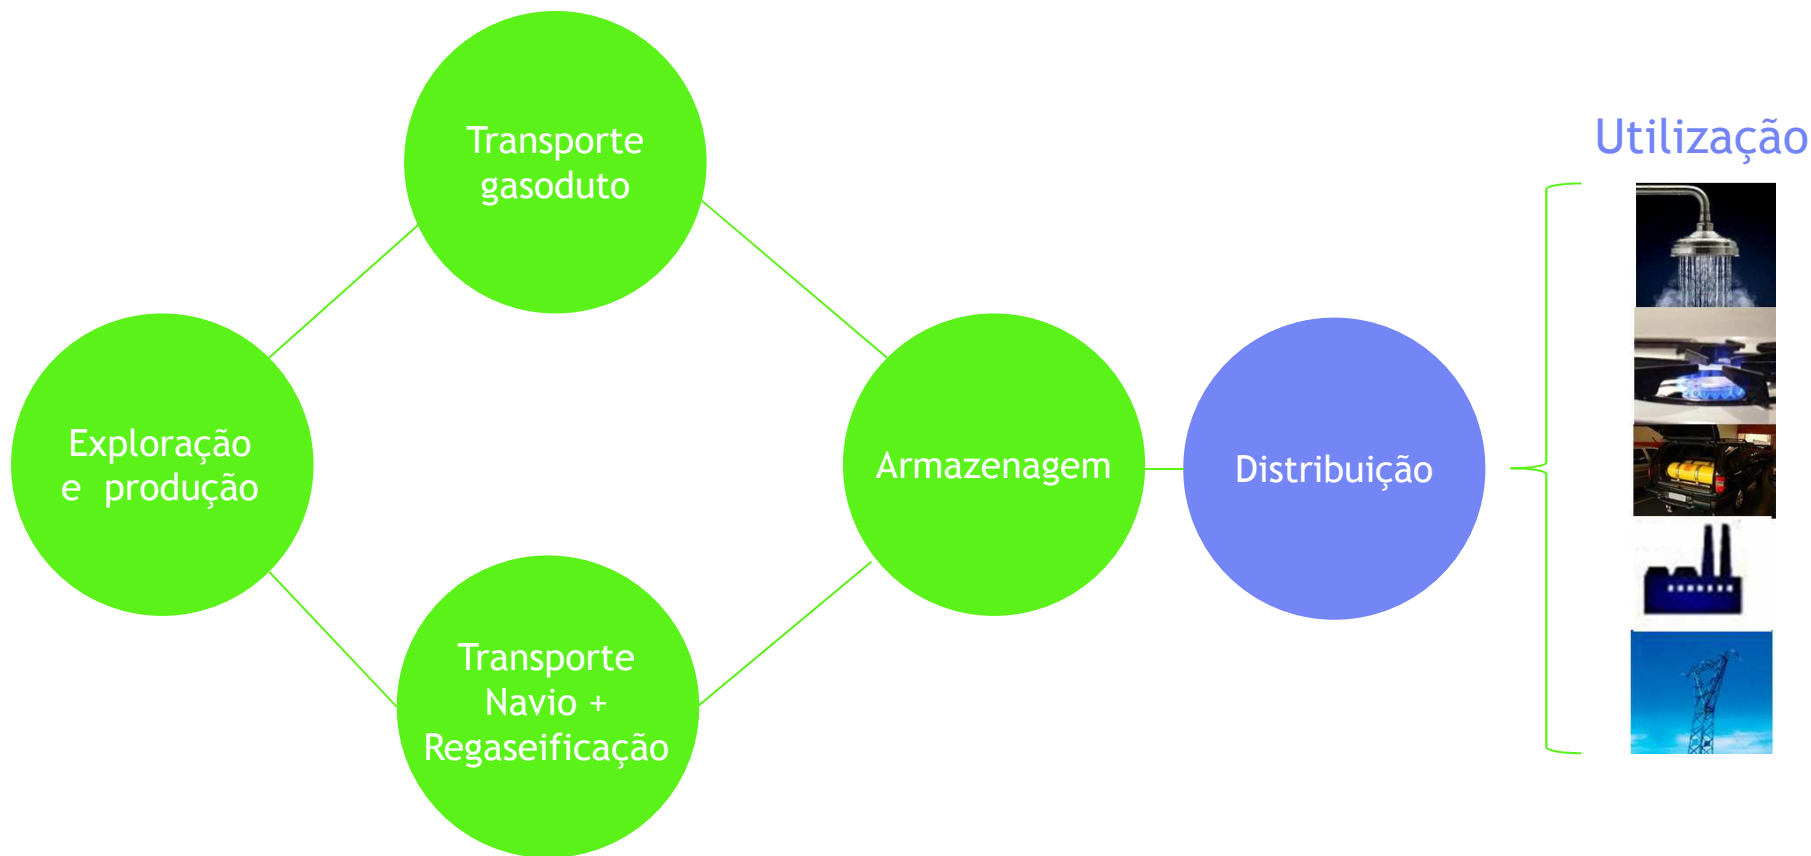 Transporte
gasoduto
Utilização
Exploração
e  produção
Armazenagem
Distribuição
Transporte
Navio +
Regaseificação